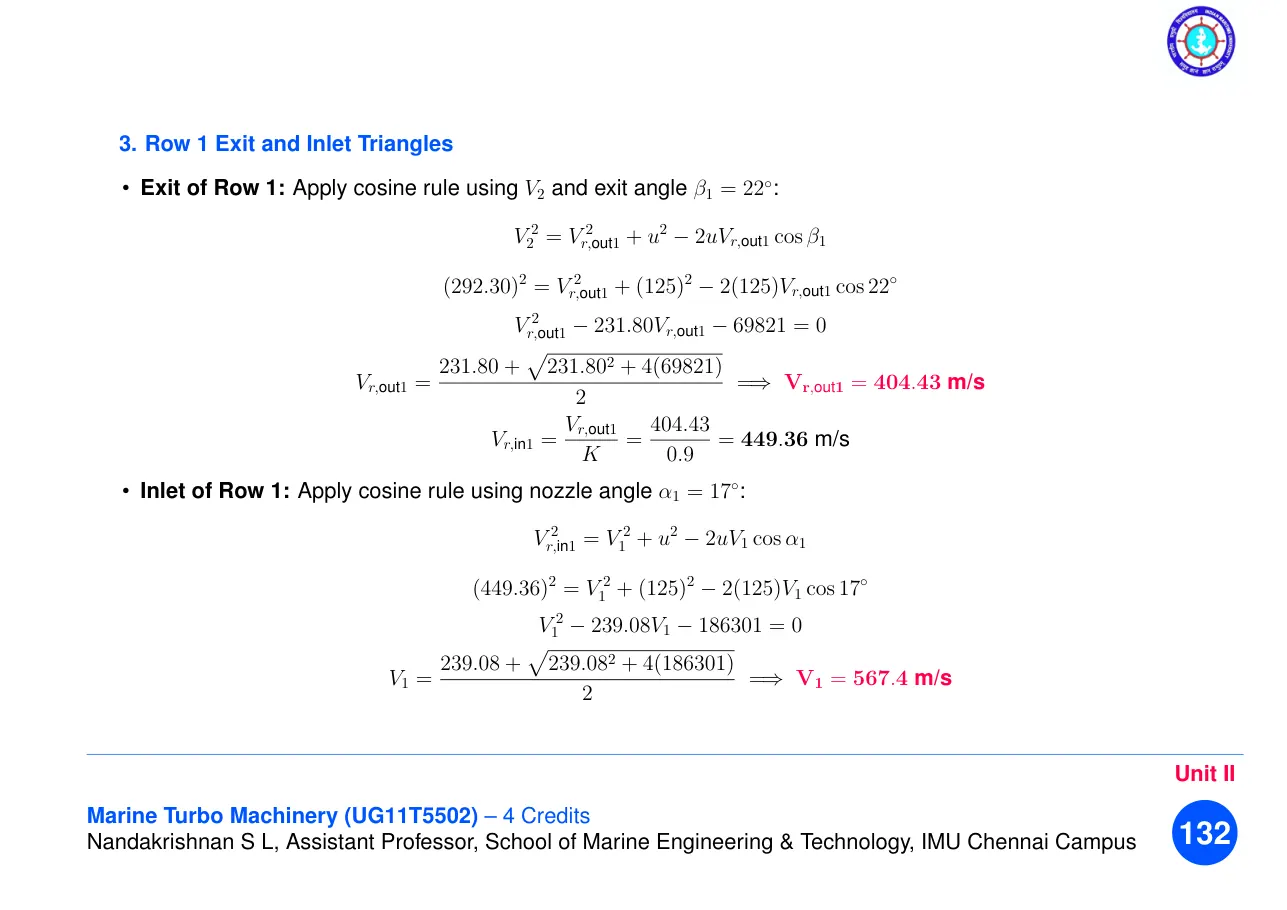 3. Row 1 Exit and Inlet Triangles
• Exit of Row 1: Apply cosine rule using V₂ and exit angle β₁ = 22°:
V₂² = V²r,out1 + u² − 2uVr,out1 cos β₁
(292.30)² = V²r,out1 + (125)² − 2(125)Vr,out1 cos 22°
V²r,out1 − 231.80Vr,out1 − 69821 = 0
Vr,out1 = (231.80 + √(231.80² + 4(69821))) / 2 ⟹ Vr,out1 = 404.43 m/s
Vr,in1 = Vr,out1 / K = 404.43 / 0.9 = 449.36 m/s
• Inlet of Row 1: Apply cosine rule using nozzle angle α₁ = 17°:
V²r,in1 = V₁² + u² − 2uV₁ cos α₁
(449.36)² = V₁² + (125)² − 2(125)V₁ cos 17°
V₁² − 239.08V₁ − 186301 = 0
V₁ = (239.08 + √(239.08² + 4(186301))) / 2 ⟹ V₁ = 567.4 m/s
Unit II
Marine Turbo Machinery (UG11T5502) – 4 Credits
Nandakrishnan S L, Assistant Professor, School of Marine Engineering & Technology, IMU Chennai Campus
132